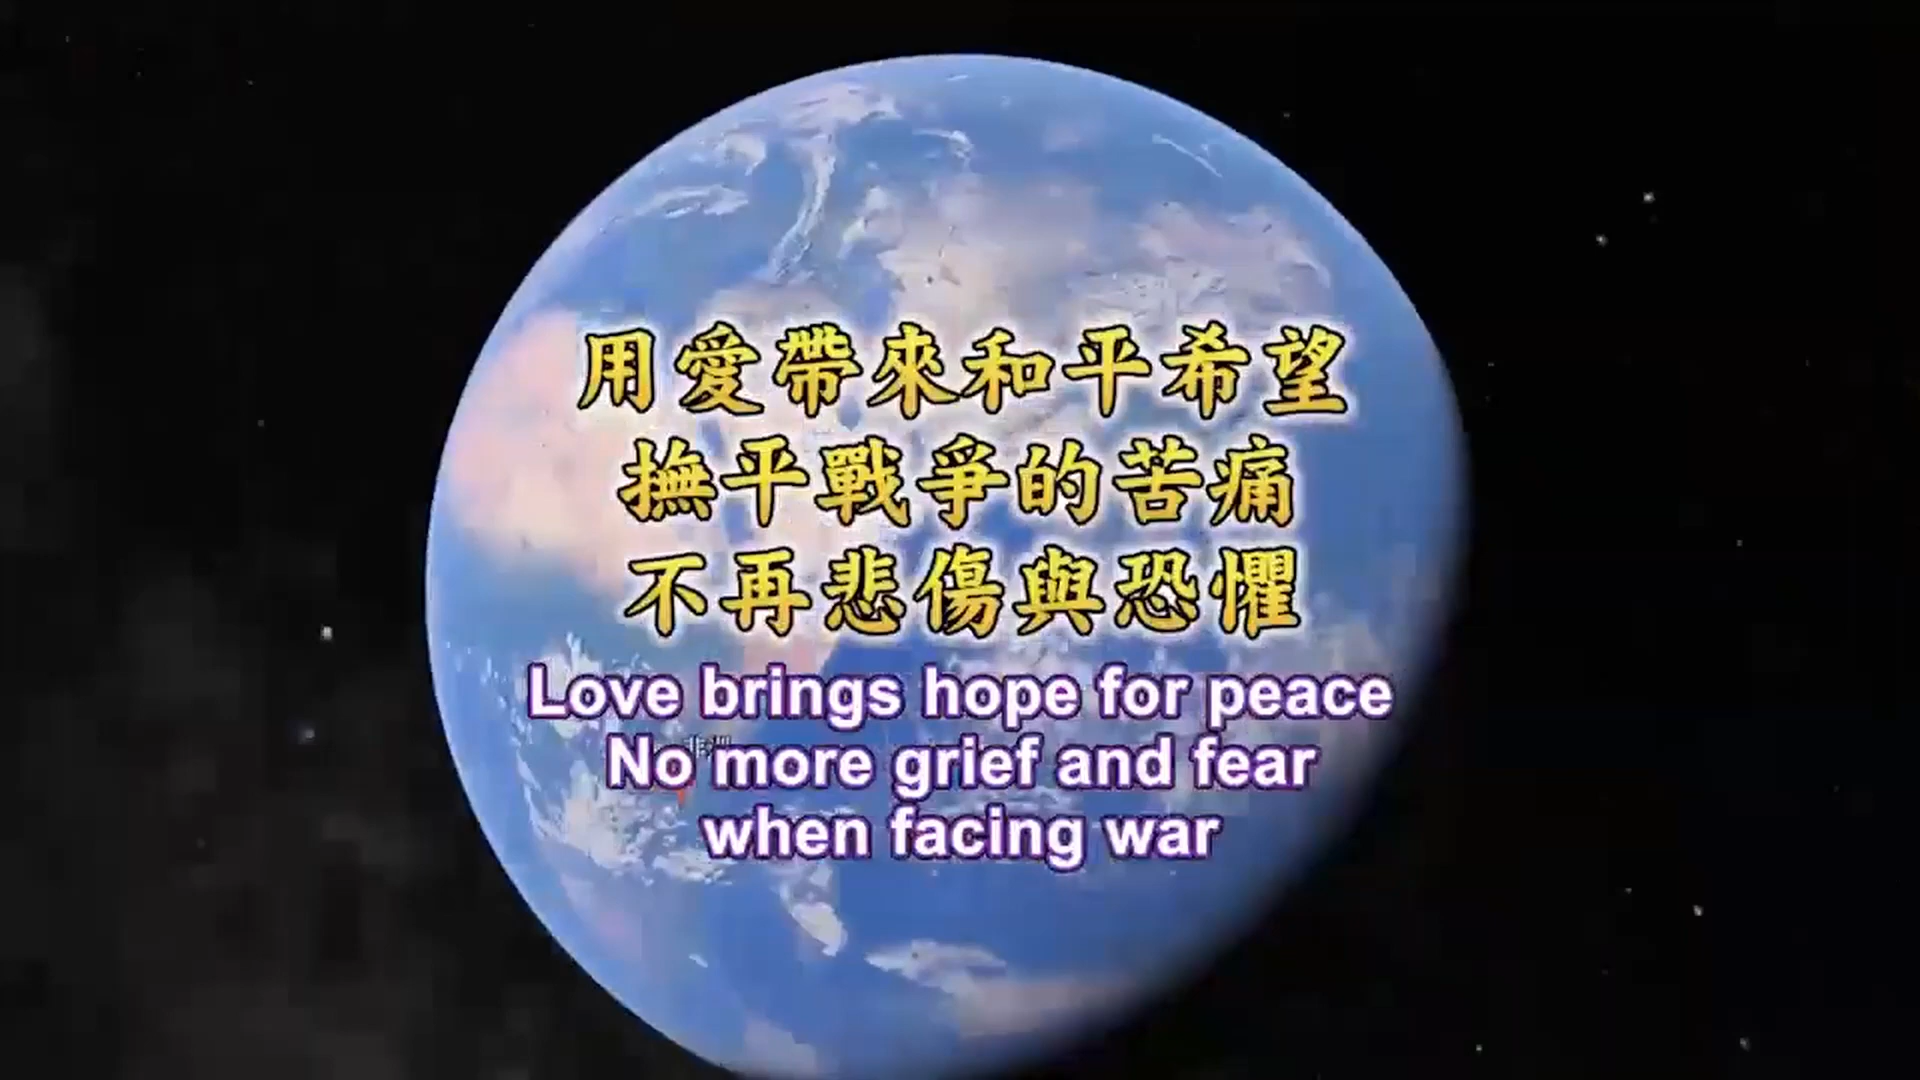 用愛帶來和平希望
撫平戰爭的苦痛
不再悲傷與恐懼
Love brings hope for peace
No more grief and fear
when facing war